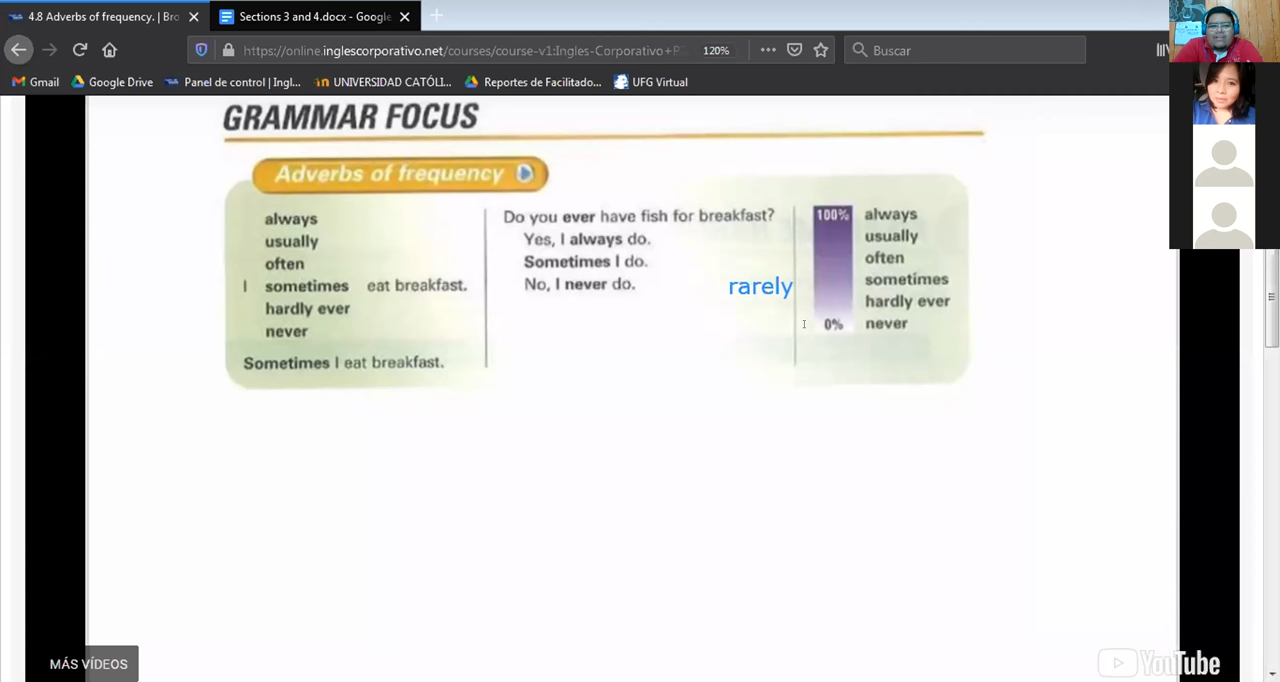 4.8 Adverbs of frequency. | Bro
Sections 3 and 4.docx - Google
https://online.inglescorporativo.net/courses/course-v1:Ingles-Corporativo+P
120%
Buscar
Gmail
Google Drive
Panel de control | Ingl...
UNIVERSIDAD CATÓLI...
Reportes de Facilitado...
UFG Virtual
GRAMMAR FOCUS
Adverbs of frequency
always
usually
often
I sometimes eat breakfast.
hardly ever
never
Sometimes I eat breakfast.
Do you ever have fish for breakfast?
Yes, I always do.
Sometimes I do.
No, I never do.
rarely
100% always
usually
often
sometimes
hardly ever
0% never
MÁS VÍDEOS
YouTube